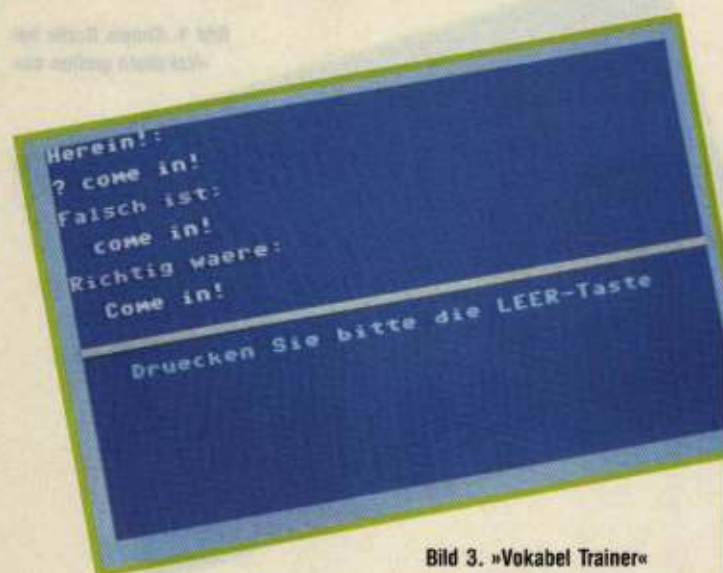 Herein!:
? come in!
Falsch ist:
come in!
Richtig waere:
Come in!
Druecken Sie bitte die LEER-Taste
Bild 3. »Vokabel Trainer«